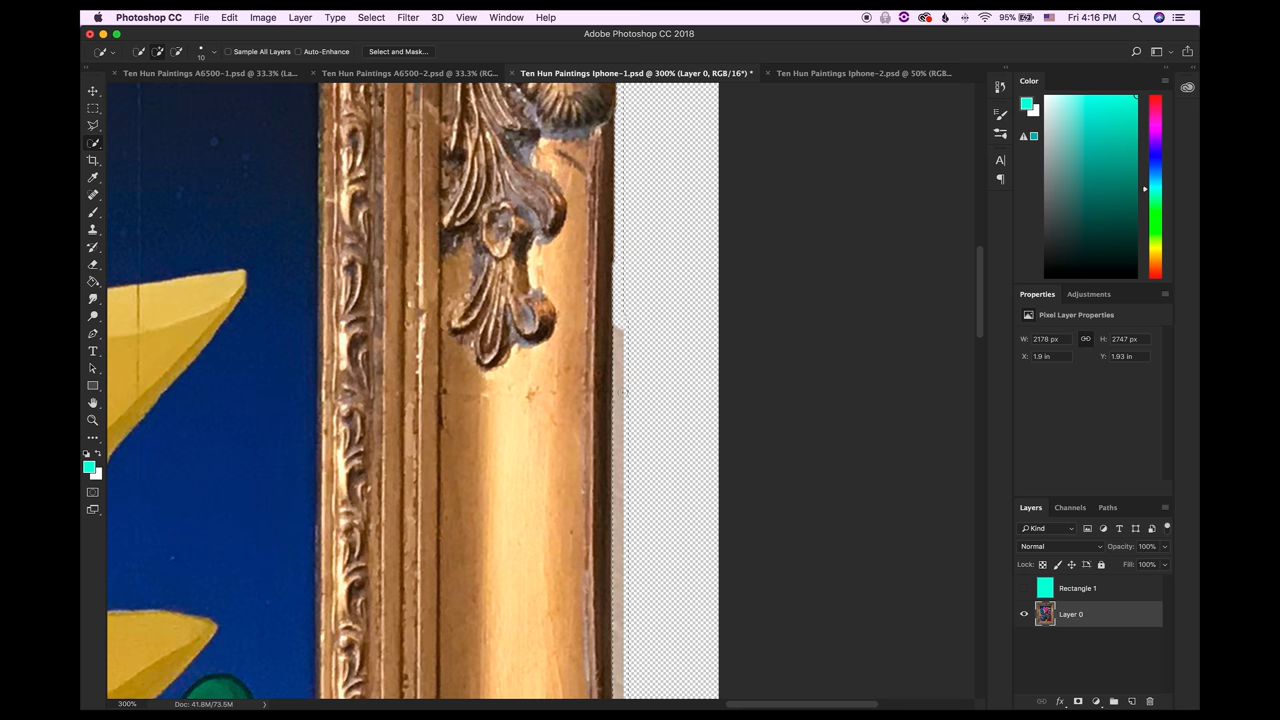 Photoshop CC File Edit Image Layer Type Select Filter 3D View Window Help 95% Fri 4:16 PM
Adobe Photoshop CC 2018
10 Sample All Layers Auto-Enhance Select and Mask...
Ten Hun Paintings A6500-1.psd @ 33.3% (La... Ten Hun Paintings A6500-2.psd @ 33.3% (RG... Ten Hun Paintings Iphone-1.psd @ 300% (Layer 0, RGB/16*) * Ten Hun Paintings Iphone-2.psd @ 50% (RGB...
Color
Properties Adjustments
Pixel Layer Properties
W: 2178 px H: 2747 px
X: 1.9 in Y: 1.93 in
Layers Channels Paths
Kind
Normal Opacity: 100%
Lock: Fill: 100%
Rectangle 1
Layer 0
300% Doc: 41.8M/73.5M